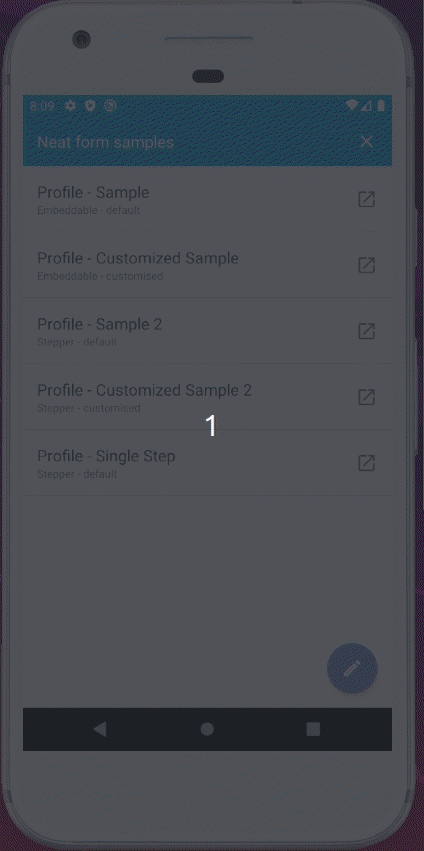 8:09
Neat form samples
Profile - Sample
Embeddable - default
Profile - Customized Sample
Embeddable - customised
Profile - Sample 2
Stepper - default
Profile - Customized Sample 2
Stepper - customised
1
Profile - Single Step
Stepper - default